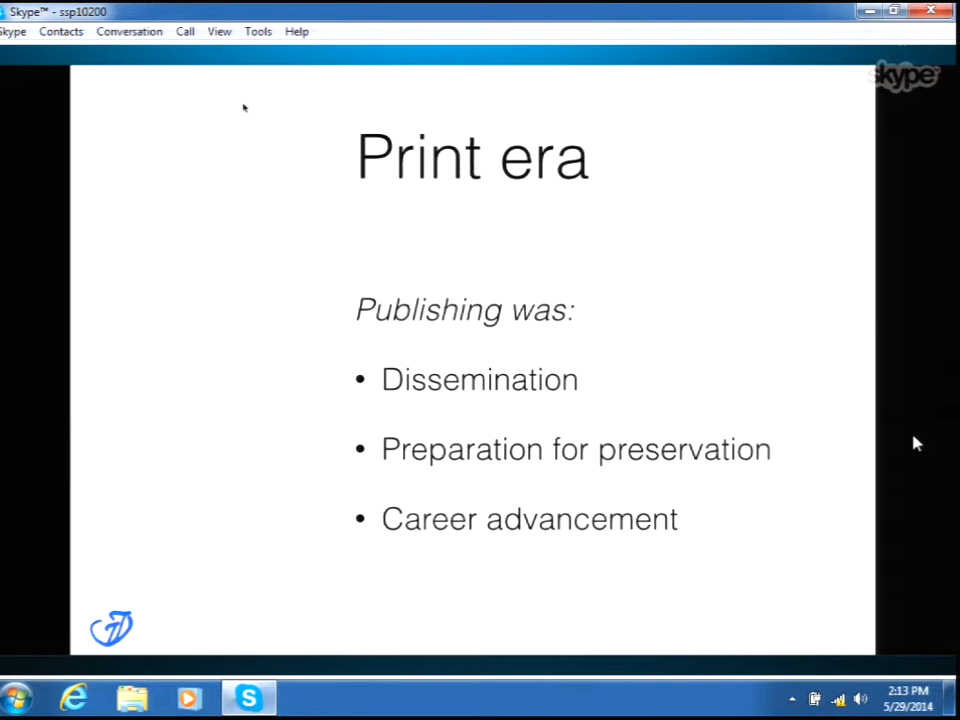 Skype™ - ssp10200
Skype Contacts Conversation Call View Tools Help
skype
Print era
Publishing was:
• Dissemination
• Preparation for preservation
• Career advancement
2:13 PM
5/29/2014